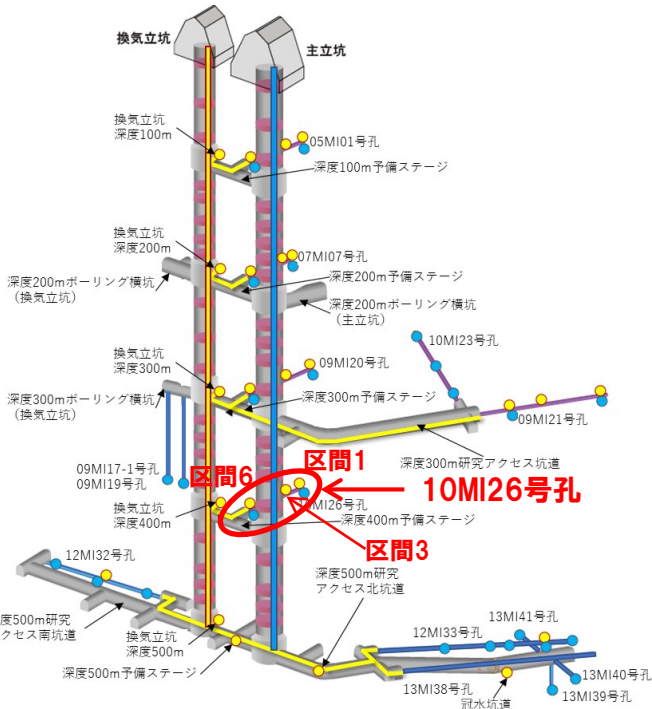 換気立坑
主立坑
換気立坑
深度100m
05MI01号孔
深度100m予備ステージ
換気立坑
深度200m
07MI07号孔
深度200m予備ステージ
深度200mボーリング横坑
（換気立坑）
深度200mボーリング横坑
（主立坑）
10MI23号孔
換気立坑
深度300m
09MI20号孔
深度300mボーリング横坑
（換気立坑）
深度300m予備ステージ
09MI21号孔
深度300m研究アクセス坑道
09MI17-1号孔
09MI19号孔
区間6
区間1
10MI26号孔
換気立坑
深度400m
MI26号孔
深度400m予備ステージ
区間3
12MI32号孔
深度500m研究
アクセス北坑道
度500m研究
クセス南坑道
換気立坑
深度500m
深度500m予備ステージ
13MI41号孔
12MI33号孔
13MI38号孔
冠水坑道
13MI40号孔
13MI39号孔